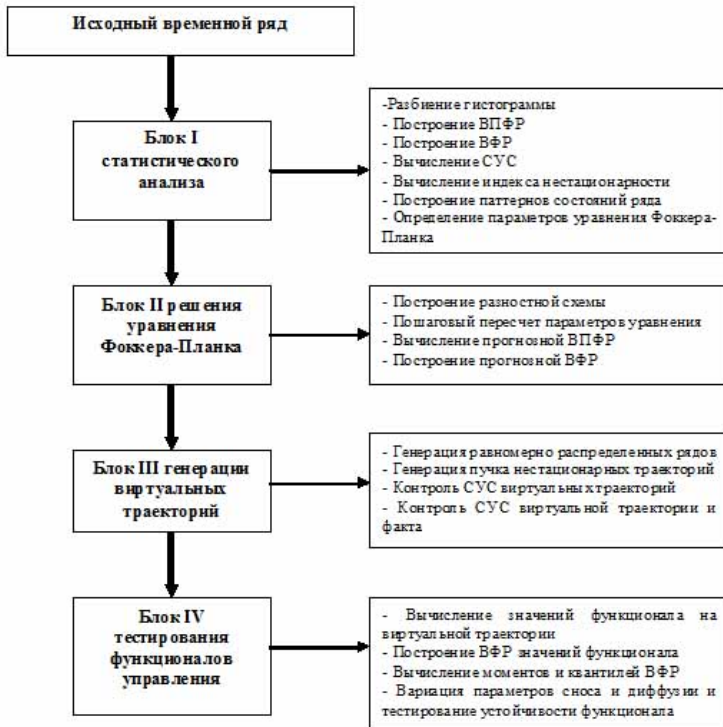 Исходный временной ряд
Блок I
статистического
анализа
-Разбиение гистограммы
- Построение ВПФР
- Построение ВФР
- Вычисление СУС
- Вычисление индекса нестационарности
- Построение паттернов состояний ряда
- Определение параметров уравнения Фоккера-
Планка
Блок II решения
уравнения
Фоккера-Планка
- Построение разностной схемы
- Пошаговый пересчет параметров уравнения
- Вычисление прогнозной ВПФР
- Построение прогнозной ВФР
Блок III генерации
виртуальных
траекторий
- Генерация равномерно распределенных рядов
- Генерация пучка нестационарных траекторий
- Контроль СУС виртуальных траекторий
- Контроль СУС виртуальной траектории и
факта
Блок IV
тестирования
функционалов
управления
- Вычисление значений функционала на
виртуальной траектории
- Построение ВФР значений функционала
- Вычисление моментов и квантилей ВФР
- Вариация параметров сноса и диффузии и
тестирование устойчивости функционала